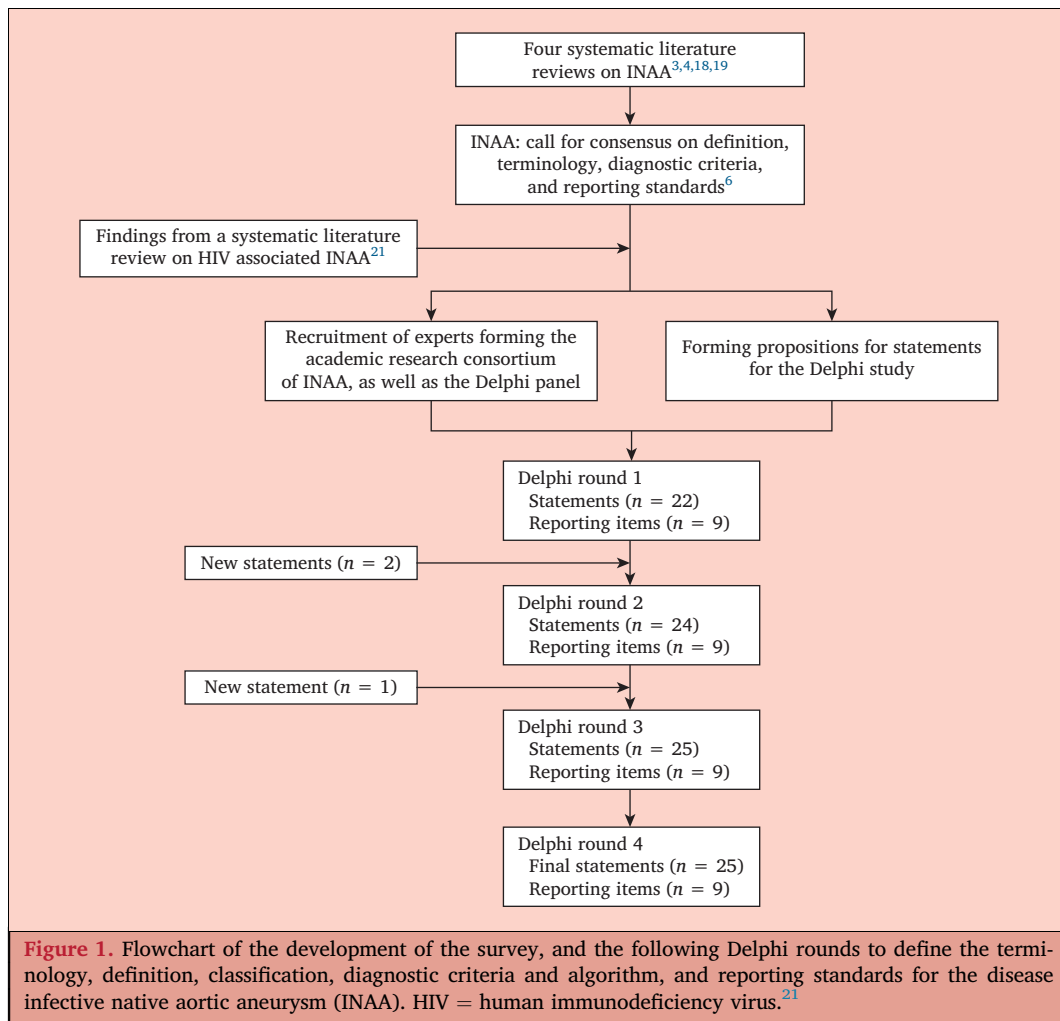 Four systematic literature
reviews on INAA3,4,18,19
INAA: call for consensus on definition,
terminology, diagnostic criteria,
and reporting standards6
Findings from a systematic literature
review on HIV associated INAA21
Recruitment of experts forming the
academic research consortium
of INAA, as well as the Delphi panel
Forming propositions for statements
for the Delphi study
Delphi round 1
Statements (n = 22)
Reporting items (n = 9)
New statements (n = 2)
Delphi round 2
Statements (n = 24)
Reporting items (n = 9)
New statement (n = 1)
Delphi round 3
Statements (n = 25)
Reporting items (n = 9)
Delphi round 4
Final statements (n = 25)
Reporting items (n = 9)
Figure 1. Flowchart of the development of the survey, and the following Delphi rounds to define the termi-
nology, definition, classification, diagnostic criteria and algorithm, and reporting standards for the disease
infective native aortic aneurysm (INAA). HIV = human immunodeficiency virus.21